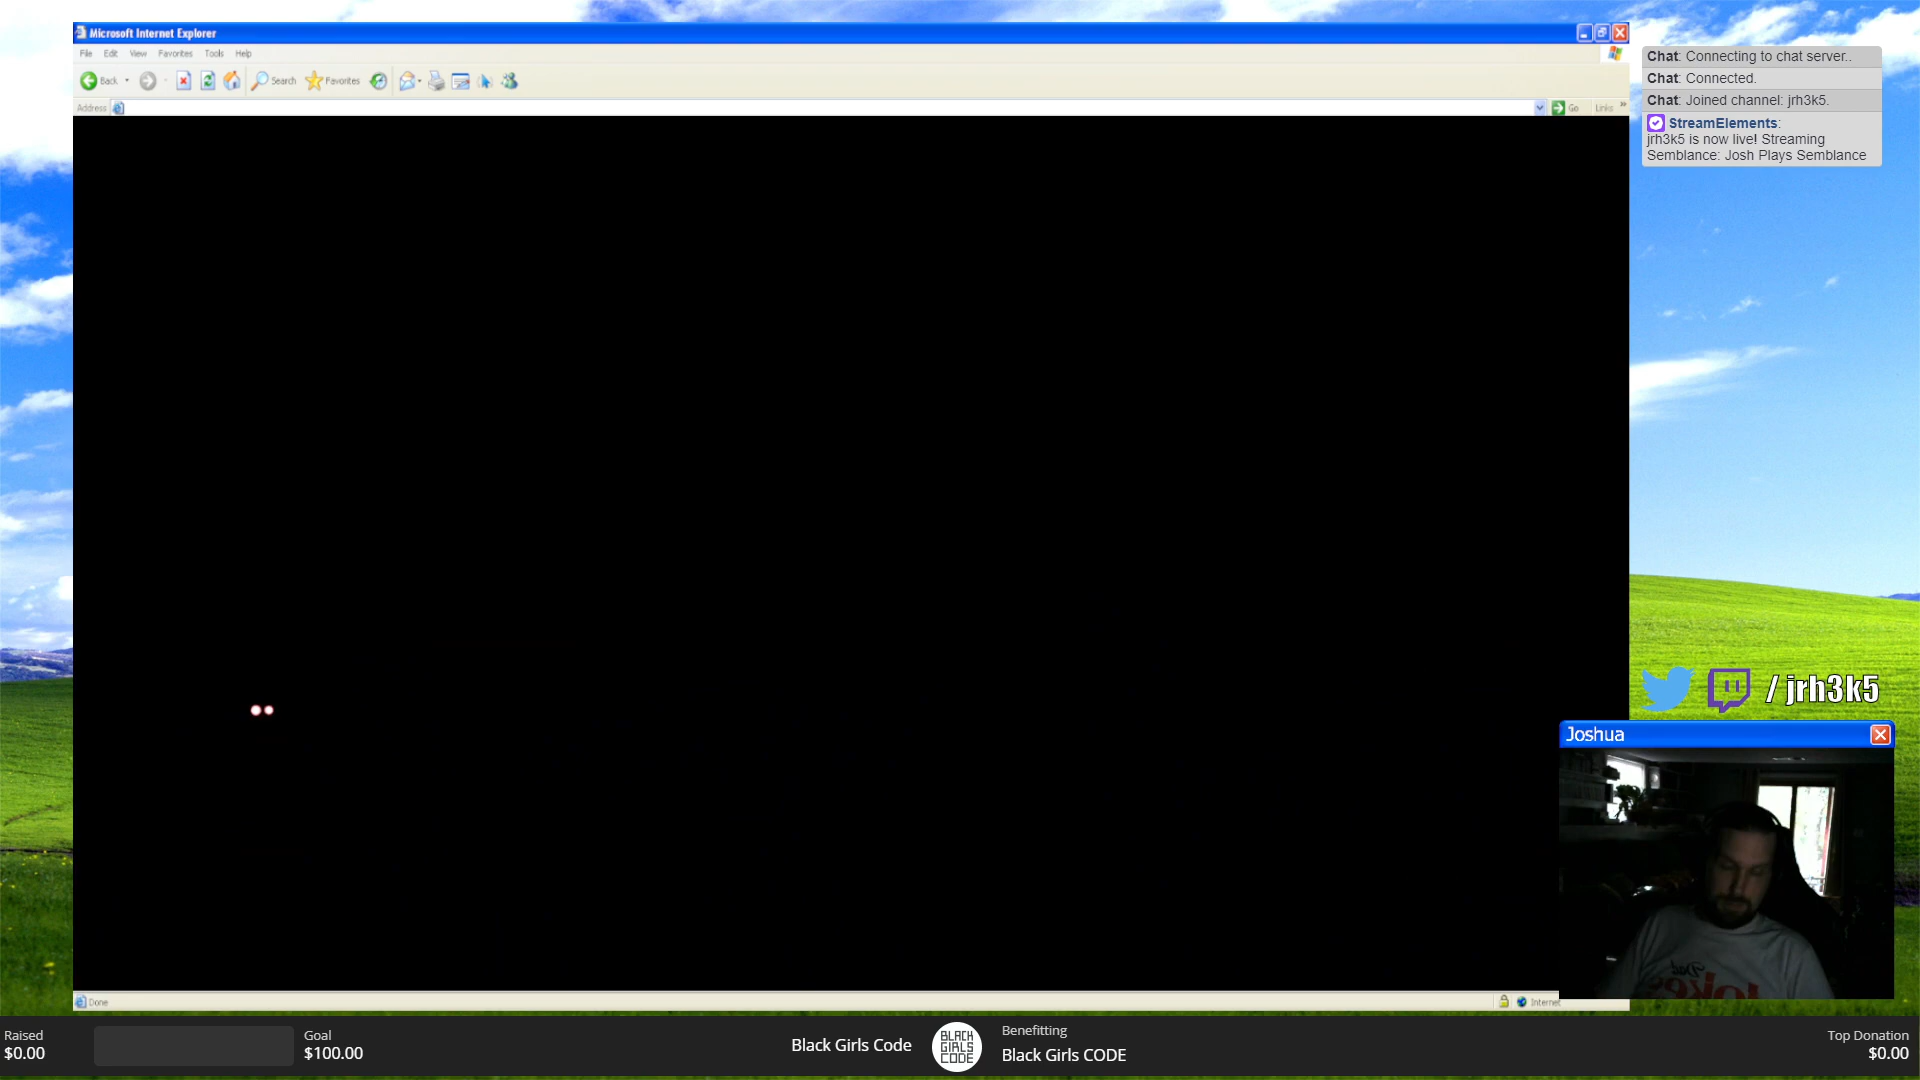 Microsoft Internet Explorer
File Edit View Favorites Tools Help
Back Search Favorites
Address Go Links »
Chat: Connecting to chat server..
Chat: Connected.
Chat: Joined channel: jrh3k5.
StreamElements:
jrh3k5 is now live! Streaming
Semblance: Josh Plays Semblance
/ jrh3k5
Joshua
Done Internet
Raised
$0.00
Goal
$100.00
Black Girls Code
BLACK
GIRLS
CODE
Benefitting
Black Girls CODE
Top Donation
$0.00